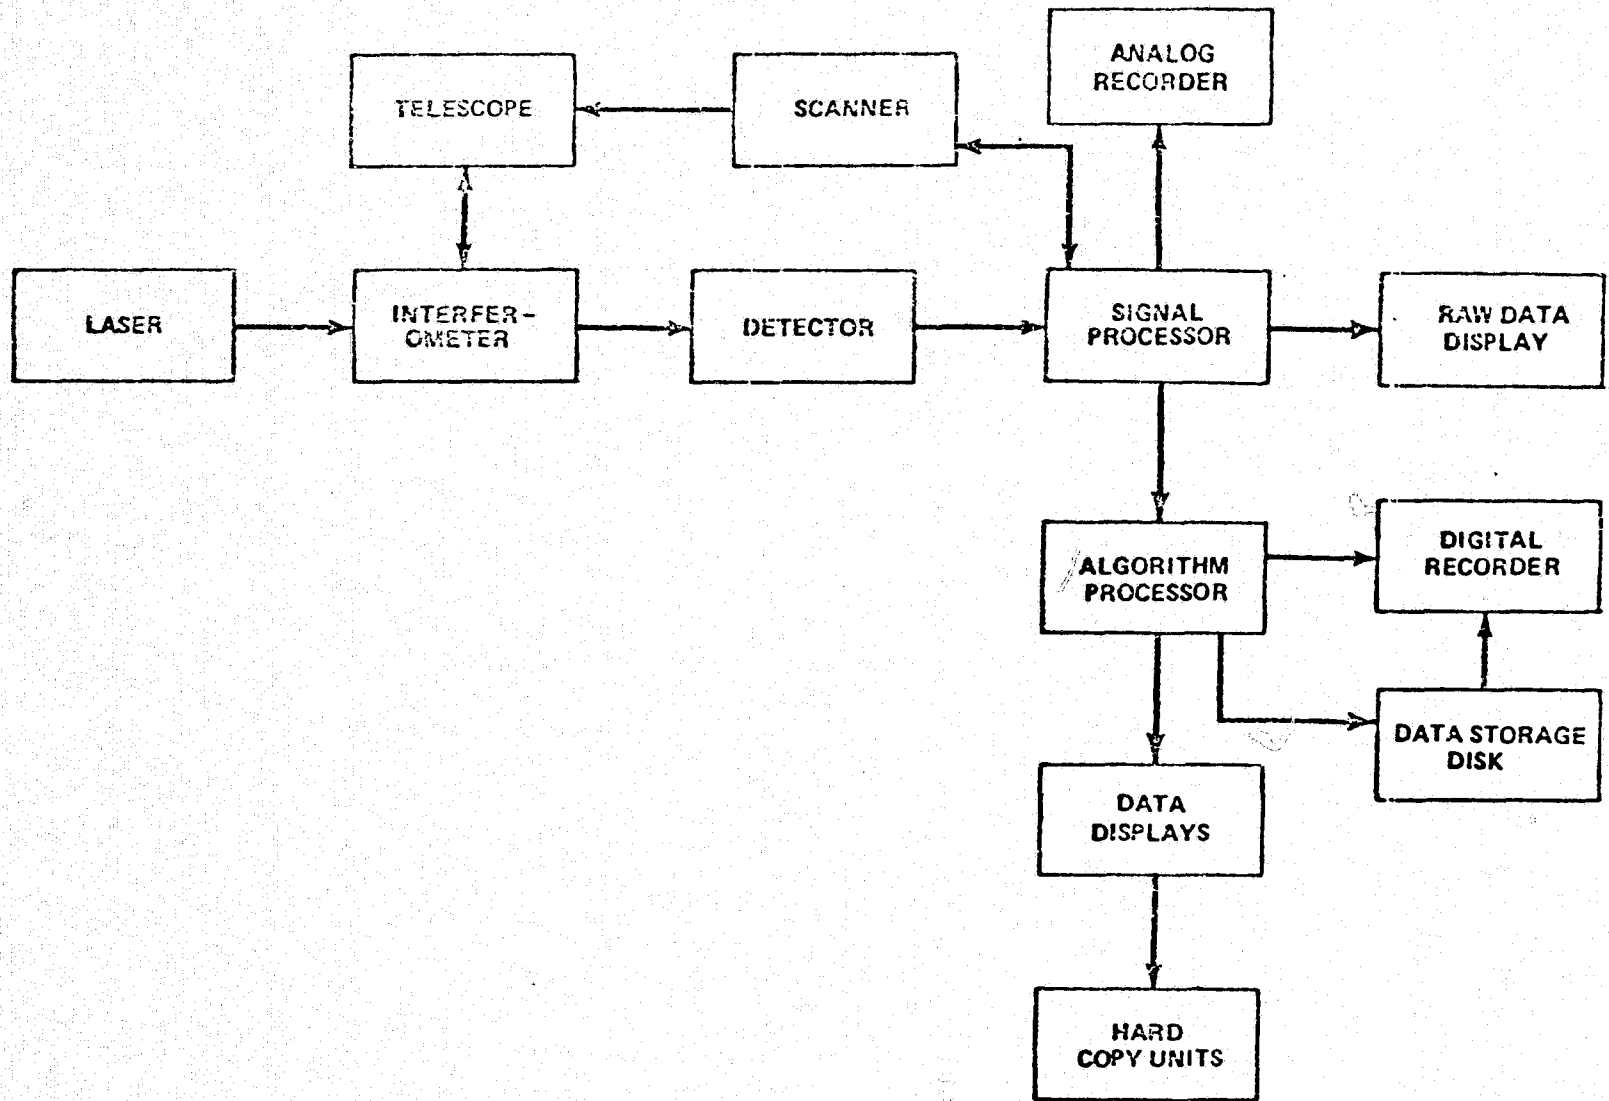 ANALOG
RECORDER
TELESCOPE
SCANNER
LASER
INTERFER-
OMETER
DETECTOR
SIGNAL
PROCESSOR
RAW DATA
DISPLAY
ALGORITHM
PROCESSOR
DIGITAL
RECORDER
DATA STORAGE
DISK
DATA
DISPLAYS
HARD
COPY UNITS